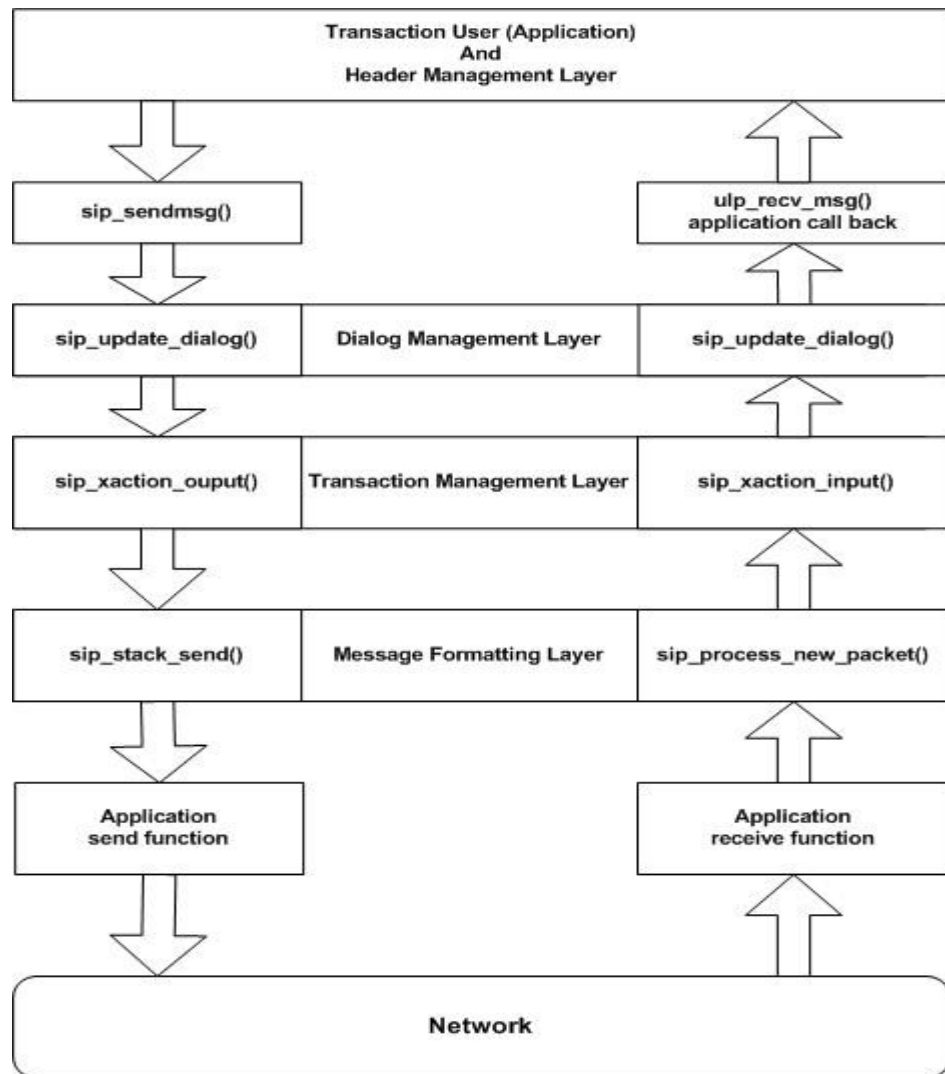 Transaction User (Application)
And
Header Management Layer
sip_sendmsg()
ulp_recv_msg()
application call back
sip_update_dialog()
Dialog Management Layer
sip_update_dialog()
sip_xaction_ouput()
Transaction Management Layer
sip_xaction_input()
sip_stack_send()
Message Formatting Layer
sip_process_new_packet()
Application
send function
Application
receive function
Network